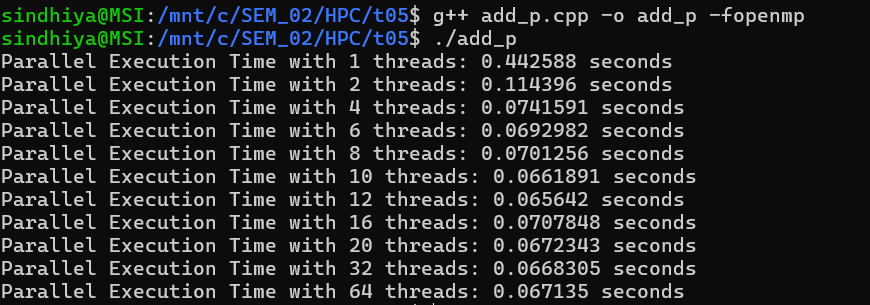 sindhiya@MSI:/mnt/c/SEM_02/HPC/t05$ g++ add_p.cpp -o add_p -fopenmp
sindhiya@MSI:/mnt/c/SEM_02/HPC/t05$ ./add_p
Parallel Execution Time with 1 threads: 0.442588 seconds
Parallel Execution Time with 2 threads: 0.114396 seconds
Parallel Execution Time with 4 threads: 0.0741591 seconds
Parallel Execution Time with 6 threads: 0.0692982 seconds
Parallel Execution Time with 8 threads: 0.0701256 seconds
Parallel Execution Time with 10 threads: 0.0661891 seconds
Parallel Execution Time with 12 threads: 0.065642 seconds
Parallel Execution Time with 16 threads: 0.0707848 seconds
Parallel Execution Time with 20 threads: 0.0672343 seconds
Parallel Execution Time with 32 threads: 0.0668305 seconds
Parallel Execution Time with 64 threads: 0.067135 seconds